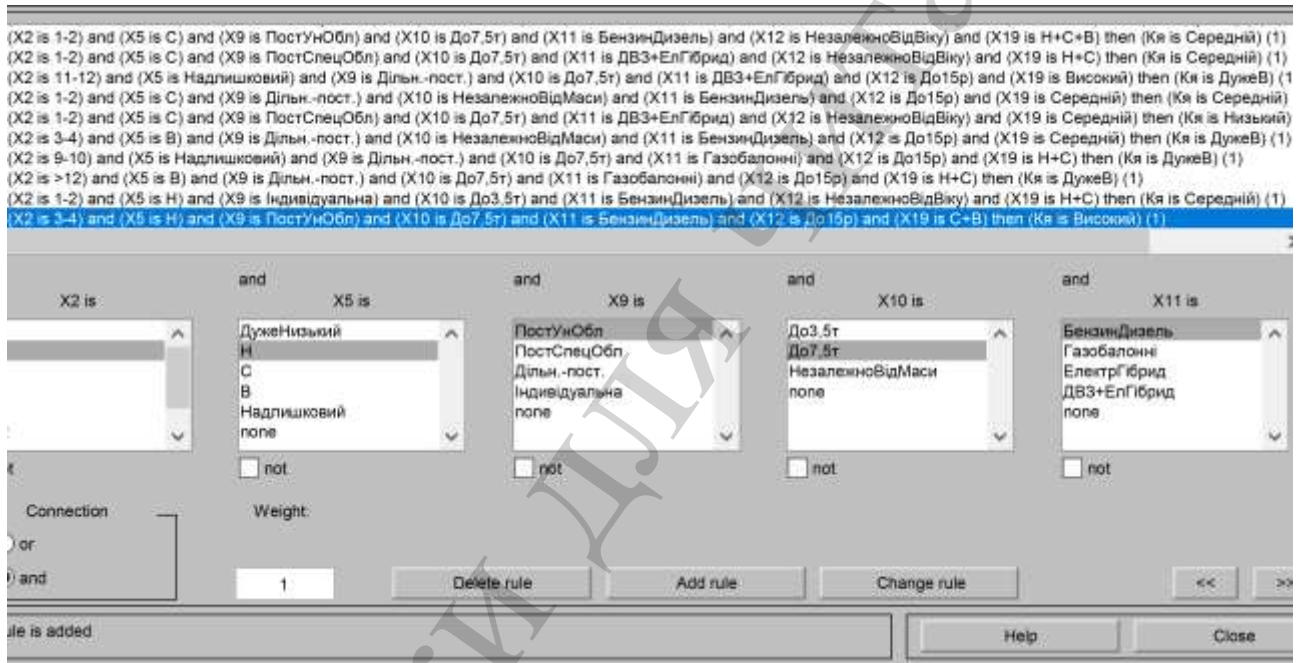 (X2 is 1-2) and (X5 is C) and (X9 is ПостУнОбл) and (X10 is До7,5т) and (X11 is БензинДизель) and (X12 is НезалежноВідВіку) and (X19 is Н+С+В) then (Кя is Середній) (1)
(X2 is 1-2) and (X5 is C) and (X9 is ПостСпецОбл) and (X10 is До7,5т) and (X11 is ДВЗ+ЕлГібрид) and (X12 is НезалежноВідВіку) and (X19 is Н+С) then (Кя is Середній) (1)
(X2 is 11-12) and (X5 is Надлишковий) and (X9 is Дільн.-пост.) and (X10 is До7,5т) and (X11 is ДВЗ+ЕлГібрид) and (X12 is До15р) and (X19 is Високий) then (Кя is ДужеВ) (1
(X2 is 1-2) and (X5 is C) and (X9 is Дільн.-пост.) and (X10 is НезалежноВідМаси) and (X11 is БензинДизель) and (X12 is До15р) and (X19 is Середній) then (Кя is Середній)
(X2 is 1-2) and (X5 is C) and (X9 is ПостСпецОбл) and (X10 is До7,5т) and (X11 is ДВЗ+ЕлГібрид) and (X12 is НезалежноВідВіку) and (X19 is Середній) then (Кя is Низький) (1)
(X2 is 3-4) and (X5 is B) and (X9 is Дільн.-пост.) and (X10 is НезалежноВідМаси) and (X11 is БензинДизель) and (X12 is До15р) and (X19 is Середній) then (Кя is ДужеВ) (1)
(X2 is 9-10) and (X5 is Надлишковий) and (X9 is Дільн.-пост.) and (X10 is До7,5т) and (X11 is Газобалонні) and (X12 is До15р) and (X19 is Н+С) then (Кя is ДужеВ) (1)
(X2 is >12) and (X5 is B) and (X9 is Дільн.-пост.) and (X10 is До7,5т) and (X11 is Газобалонні) and (X12 is До15р) and (X19 is Н+С) then (Кя is ДужеВ) (1)
(X2 is 1-2) and (X5 is Н) and (X9 is Індивідуальна) and (X10 is До3.5т) and (X11 is БензинДизель) and (X12 is НезалежноВідВіку) and (X19 is Н+С) then (Кя is Середній) (1)
(X2 is 3-4) and (X5 is Н) and (X9 is ПостУнОбл) and (X10 is До7,5т) and (X11 is БензинДизель) and (X12 is До15р) and (X19 is С+В) then (Кя is Високий) (1)
and and and and
X2 is X5 is X9 is X10 is X11 is
ДужеНизький ПостУнОбл До3,5т БензинДизель
Н ПостСпецОбл До7,5т Газобалонні
С Дільн.-пост. НезалежноВідМаси ЕлектрГібрид
В Індивідуальна none ДВЗ+ЕлГібрид
Надлишковий none none
none
not not not not
Connection Weight:
or
and 1 Delete rule Add rule Change rule << >>
rule is added Help Close
ЦИЙ ДЛЯ ЧИТ